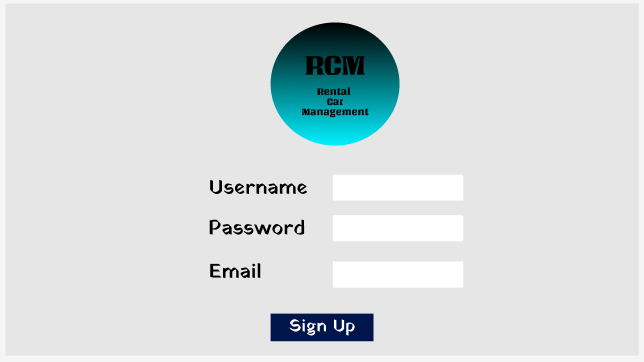 RCM
Rental
Car
Management
Username
Password
Email
Sign Up